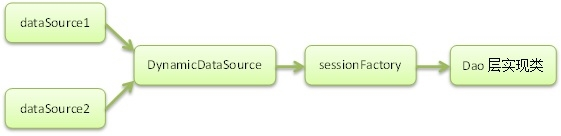 dataSource1
DynamicDataSource
sessionFactory
Dao 层实现类
dataSource2